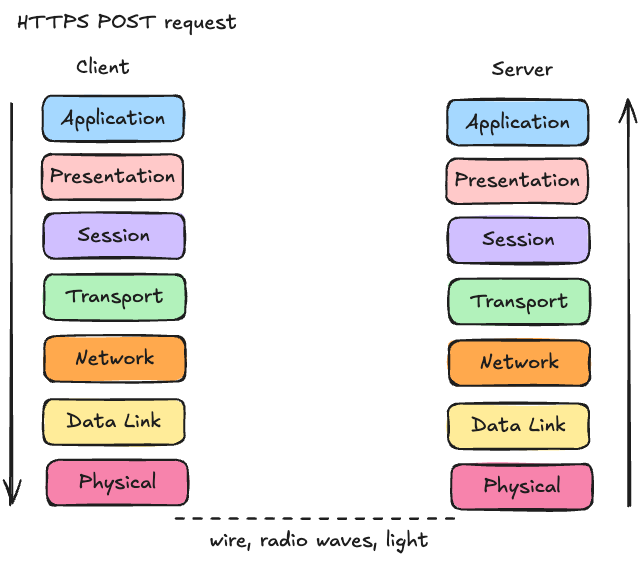 HTTPS POST request
Client
Server
Application
Application
Presentation
Presentation
Session
Session
Transport
Transport
Network
Network
Data Link
Data Link
Physical
Physical
wire, radio waves, light